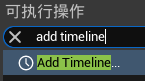 可执行操作
add timeline
Add Timeline...